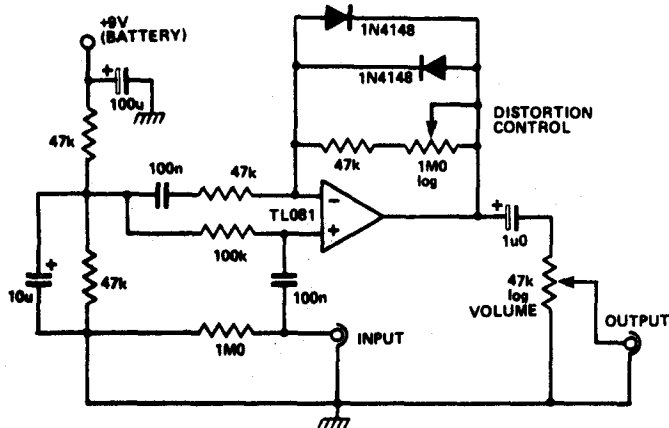 +9V
(BATTERY)
1N4148
1N4148
+
100u
DISTORTION
CONTROL
47k
47k
1M0
log
100n
47k
TL081
−
+
+
1u0
100k
+
10u
47k
100n
47k
log
VOLUME
OUTPUT
INPUT
1M0